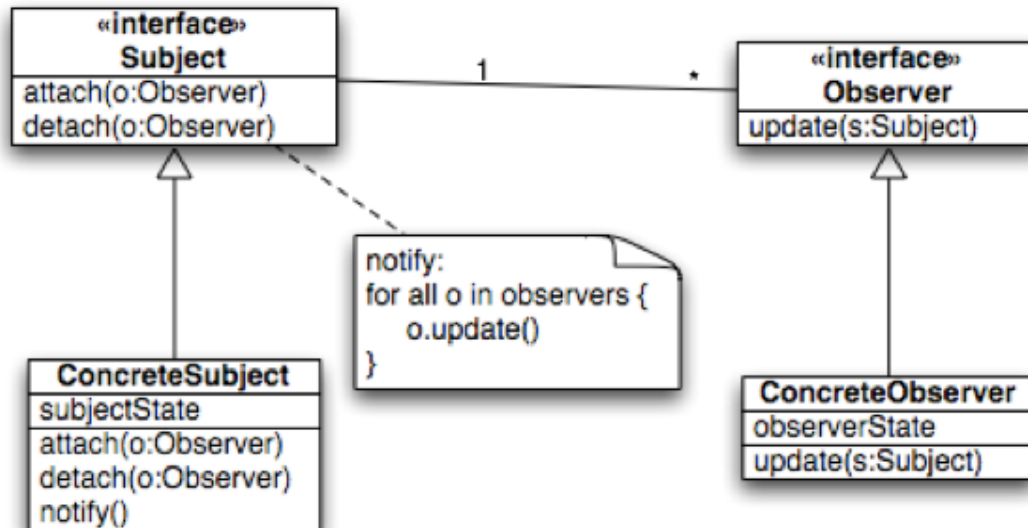 «interface»
Subject
attach(o:Observer)
detach(o:Observer)
1
*
«interface»
Observer
update(s:Subject)
notify:
for all o in observers {
o.update()
}
ConcreteSubject
subjectState
attach(o:Observer)
detach(o:Observer)
notify()
ConcreteObserver
observerState
update(s:Subject)